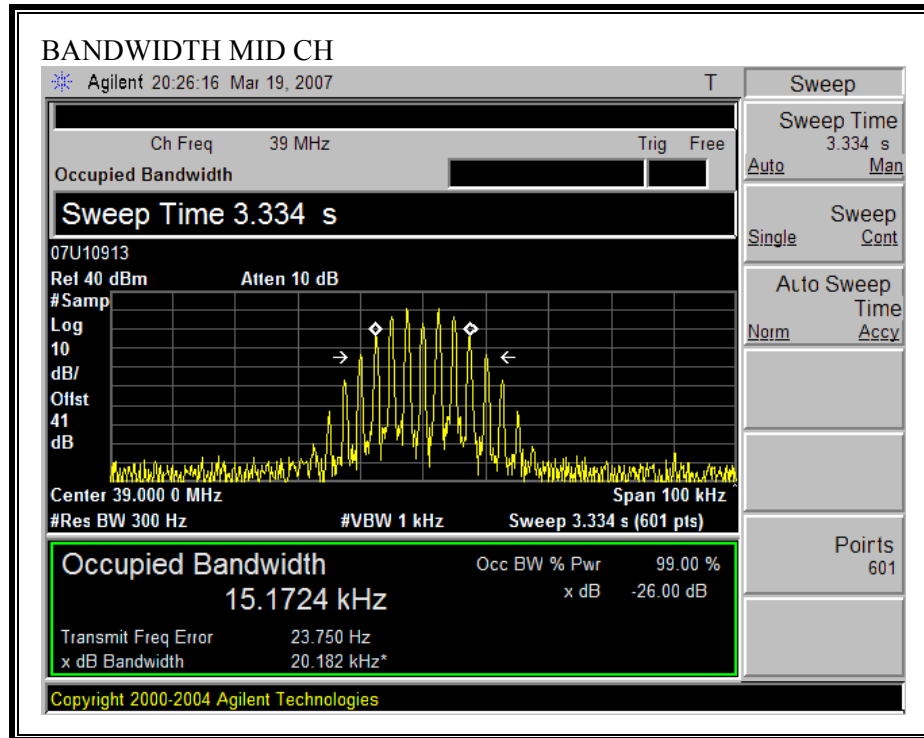 BANDWIDTH MID CH
Agilent 20:26:16 Mar 19, 2007 T
Sweep
Ch Freq 39 MHz Trig Free
Occupied Bandwidth
Sweep Time 3.334 s
07U10913
Ref 40 dBm Atten 10 dB
#Samp
Log
10
dB/
Offst
41
dB
Center 39.000 0 MHz Span 100 kHz
#Res BW 300 Hz #VBW 1 kHz Sweep 3.334 s (601 pts)
Occupied Bandwidth Occ BW % Pwr 99.00 %
15.1724 kHz x dB -26.00 dB
Transmit Freq Error 23.750 Hz
x dB Bandwidth 20.182 kHz*
Copyright 2000-2004 Agilent Technologies
Sweep Time
3.334 s
Auto Man
Sweep
Single Cont
Auto Sweep
Time
Norm Accy
Points
601